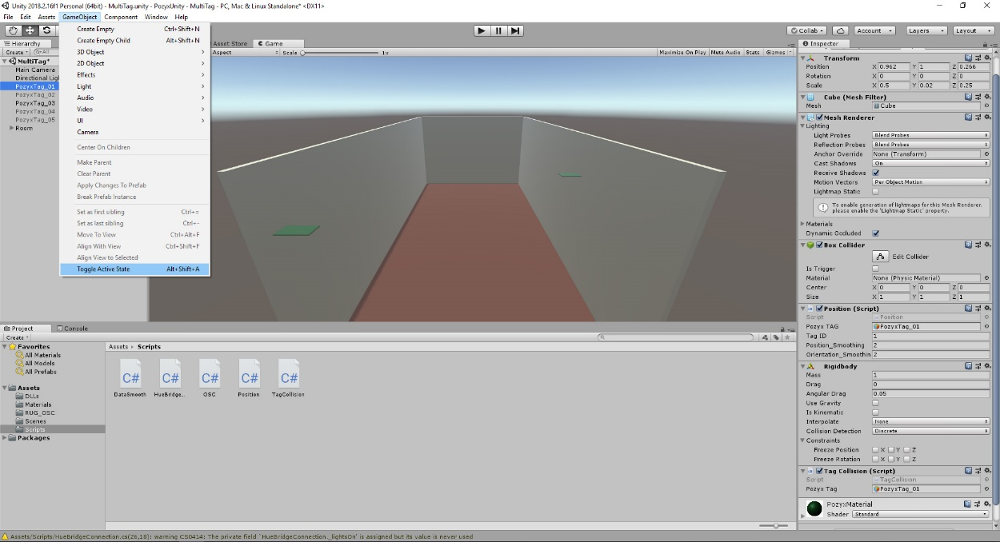 Unity 2018.2.16f1 Personal (64bit) - MultiTag.unity - PozyxUnity - MultiTag - PC, Mac & Linux Standalone* <DX11>
File Edit Assets GameObject Component Window Help
Collab Account Layers Layout
Hierarchy
Create All
MultiTag*
Main Camera
Directional Lig
PozyxTag_01
PozyxTag_02
PozyxTag_03
PozyxTag_04
PozyxTag_05
Room
Create Empty Ctrl+Shift+N
Create Empty Child Alt+Shift+N
3D Object
2D Object
Effects
Light
Audio
Video
UI
Camera
Center On Children
Make Parent
Clear Parent
Apply Changes To Prefab
Break Prefab Instance
Set as first sibling Ctrl+=
Set as last sibling Ctrl+-
Move To View Ctrl+Alt+F
Align With View Ctrl+Shift+F
Align View to Selected
Toggle Active State Alt+Shift+A
Asset Store Game
Aspect Scale 1x Maximize On Play Mute Audio Stats Gizmos
Inspector
Transform
Position X 0.962 Y 1 Z 0.266
Rotation X 0 Y 0 Z 0
Scale X 0.5 Y 0.02 Z 0.25
Cube (Mesh Filter)
Mesh Cube
Mesh Renderer
Lighting
Light Probes Blend Probes
Reflection Probes Blend Probes
Anchor Override None (Transform)
Cast Shadows On
Receive Shadows
Motion Vectors Per Object Motion
Lightmap Static
To enable generation of lightmaps for this Mesh Renderer,
please enable the 'Lightmap Static' property.
Materials
Dynamic Occluded
Box Collider
Edit Collider
Is Trigger
Material None (Physic Material)
Center X 0 Y 0 Z 0
Size X 1 Y 1 Z 1
Position (Script)
Script Position
Pozyx TAG PozyxTag_01
Tag ID 1
Position_Smoothing 2
Orientation_Smoothin 2
Rigidbody
Mass 1
Drag 0
Angular Drag 0.05
Use Gravity
Is Kinematic
Interpolate None
Collision Detection Discrete
Constraints
Freeze Position X Y Z
Freeze Rotation X Y Z
Tag Collision (Script)
Script TagCollision
Pozyx Tag PozyxTag_01
PozyxMaterial
Shader Standard
Project Console
Create
Favorites
All Materials
All Models
All Prefabs
Assets
DLLs
Materials
RUG_OSC
Scenes
Scripts
Packages
Assets Scripts
C# C# C# C# C#
DataSmooth HueBridge... OSC Position TagCollision
Assets/Scripts/HueBridgeConnection.cs(26,18): warning CS0414: The private field `HueBridgeConnection._lightsOn' is assigned but its value is never used